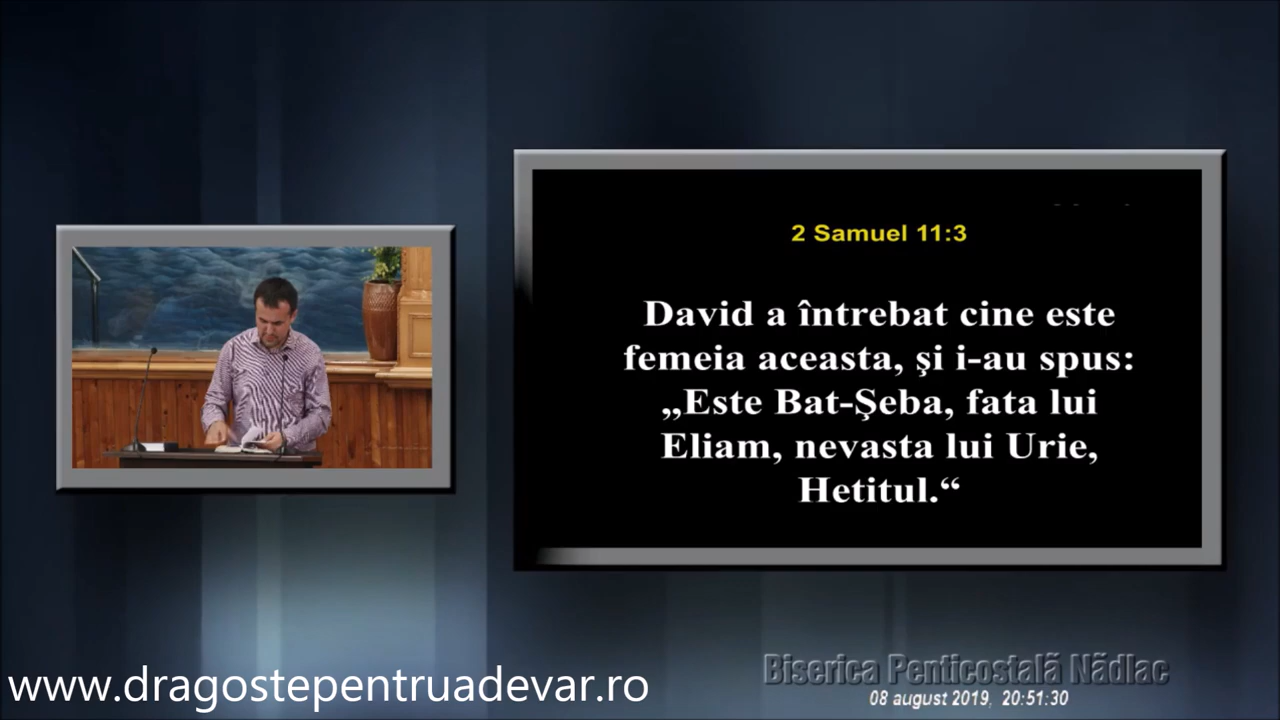 2 Samuel 11:3
David a întrebat cine este
femeia aceasta, şi i-au spus:
„Este Bat-Şeba, fata lui
Eliam, nevasta lui Urie,
Hetitul.“
www.dragostepentruadevar.ro
Biserica Penticostală Nãdlac
08 august 2019, 20:51:30